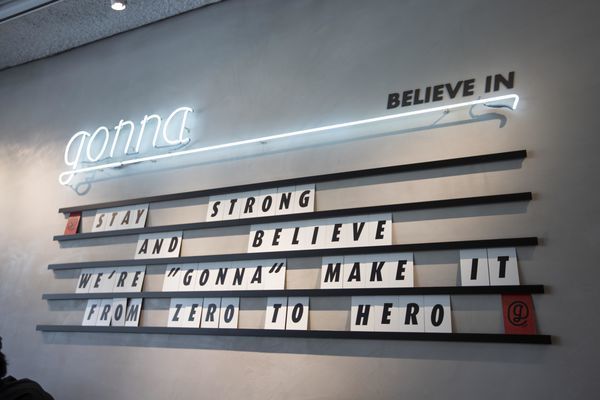 gonna
BELIEVE IN
STAY STRONG
AND BELIEVE
WE'RE "GONNA" MAKE IT
FROM ZERO TO HERO
g